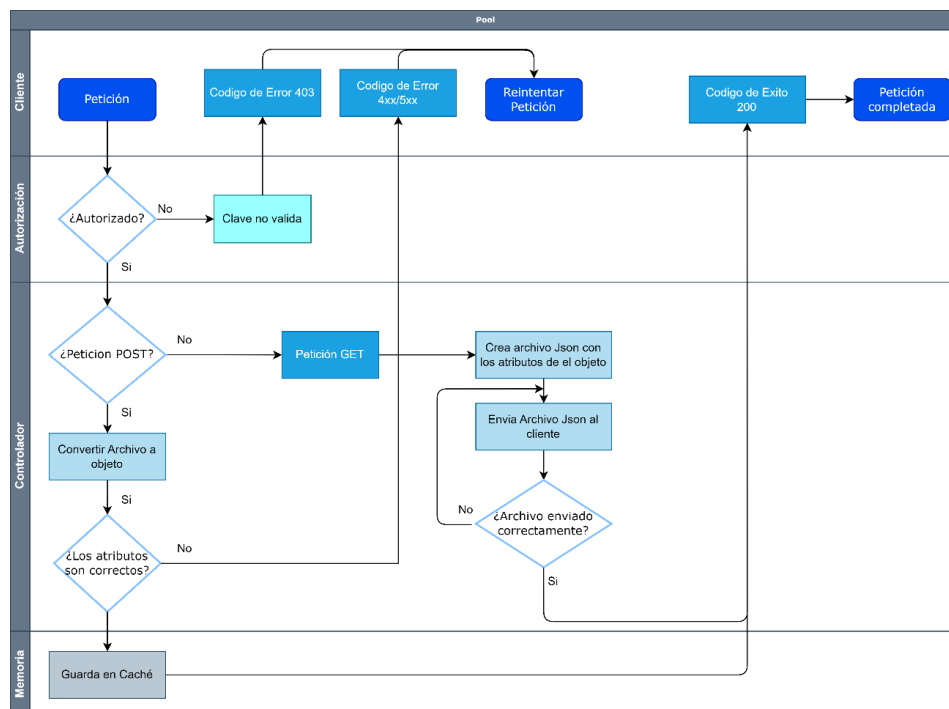 Pool
Cliente
Petición
Codigo de Error 403
Codigo de Error
4xx/5xx
Reintentar
Petición
Codigo de Exito
200
Petición
completada
Autorización
¿Autorizado?
No
Clave no valida
Si
Controlador
¿Peticion POST?
No
Petición GET
Crea archivo Json con
los atributos de el objeto
Si
Envia Archivo Json al
cliente
Convertir Archivo a
objeto
Si
No
¿Archivo enviado
correctamente?
¿Los atributos
son correctos?
No
Si
Memoria
Guarda en Caché